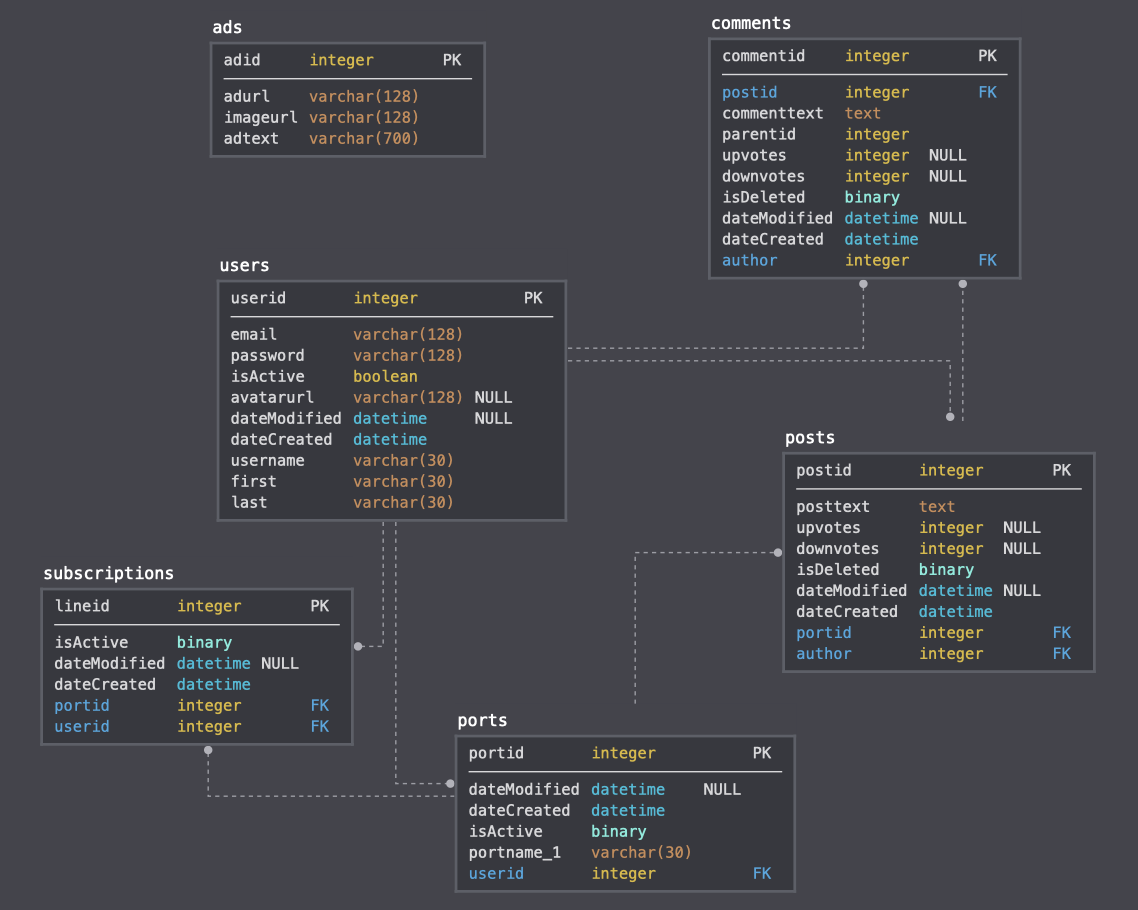 ads
adid integer PK
adurl varchar(128)
imageurl varchar(128)
adtext varchar(700)
comments
commentid integer PK
postid integer FK
commenttext text
parentid integer
upvotes integer NULL
downvotes integer NULL
isDeleted binary
dateModified datetime NULL
dateCreated datetime
author integer FK
users
userid integer PK
email varchar(128)
password varchar(128)
isActive boolean
avatarurl varchar(128) NULL
dateModified datetime NULL
dateCreated datetime
username varchar(30)
first varchar(30)
last varchar(30)
posts
postid integer PK
posttext text
upvotes integer NULL
downvotes integer NULL
isDeleted binary
dateModified datetime NULL
dateCreated datetime
portid integer FK
author integer FK
subscriptions
lineid integer PK
isActive binary
dateModified datetime NULL
dateCreated datetime
portid integer FK
userid integer FK
ports
portid integer PK
dateModified datetime NULL
dateCreated datetime
isActive binary
portname_1 varchar(30)
userid integer FK